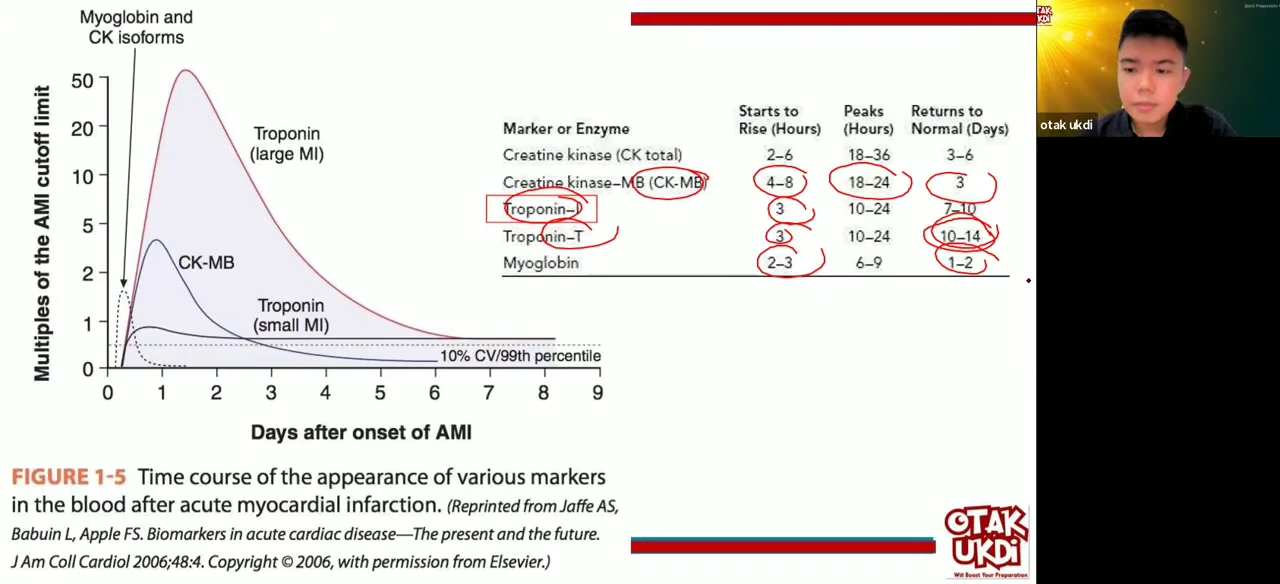 Myoglobin and
CK isoforms
Multiples of the AMI cutoff limit
50
20
10
5
2
1
0
Troponin
(large MI)
CK-MB
Troponin
(small MI)
10% CV/99th percentile
0 1 2 3 4 5 6 7 8 9
Days after onset of AMI
FIGURE 1-5 Time course of the appearance of various markers
in the blood after acute myocardial infarction. (Reprinted from Jaffe AS,
Babuin L, Apple FS. Biomarkers in acute cardiac disease—The present and the future.
J Am Coll Cardiol 2006;48:4. Copyright © 2006, with permission from Elsevier.)
Starts to Peaks Returns to
Marker or Enzyme Rise (Hours) (Hours) Normal (Days)
Creatine kinase (CK total) 2–6 18–36 3–6
Creatine kinase–MB (CK-MB) 4–8 18–24 3
Troponin–I 3 10–24 7–10
Troponin–T 3 10–24 10–14
Myoglobin 2–3 6–9 1–2
OTAK
UKDi
otak ukdi
OTAK
UKDi
Will Boost Your Preparation